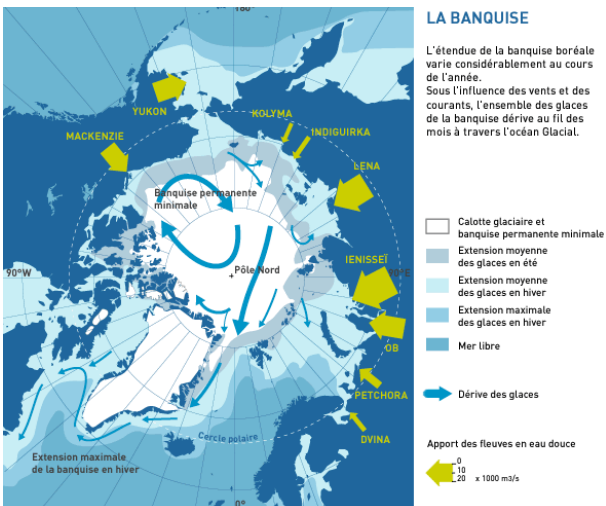 180°
LA BANQUISE
L'étendue de la banquise boréale
varie considérablement au cours
de l'année.
Sous l'influence des vents et des
courants, l'ensemble des glaces
de la banquise dérive au fil des
mois à travers l'océan Glacial.
YUKON
KOLYMA
INDIGUIRKA
MACKENZIE
LENA
Banquise permanente
minimale
IENISSEÏ
90°W
Pôle Nord
90°E
OB
PETCHORA
DVINA
Cercle polaire
Extension maximale
de la banquise en hiver
0°
Calotte glaciaire et
banquise permanente minimale
Extension moyenne
des glaces en été
Extension moyenne
des glaces en hiver
Extension maximale
des glaces en hiver
Mer libre
Dérive des glaces
Apport des fleuves en eau douce
0
10
20 x 1000 m3/s